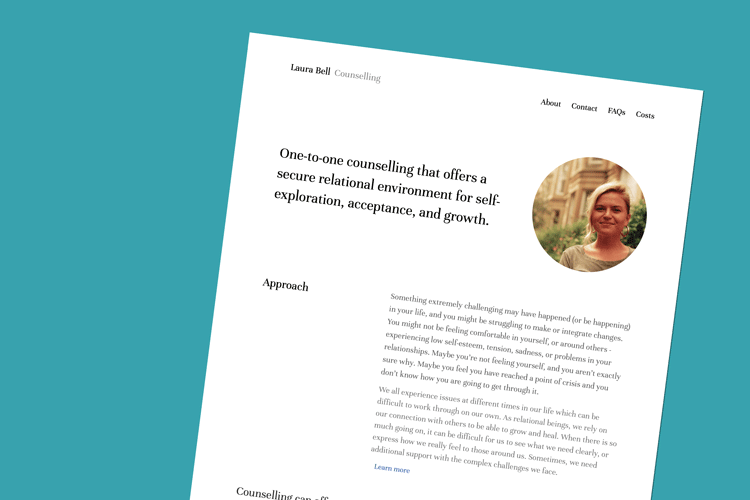 Laura Bell Counselling
About Contact FAQs Costs
One-to-one counselling that offers a
secure relational environment for self-
exploration, acceptance, and growth.
Approach
Something extremely challenging may have happened (or be happening)
in your life, and you might be struggling to make or integrate changes.
You might not be feeling comfortable in yourself, or around others -
experiencing low self-esteem, tension, sadness, or problems in your
relationships. Maybe you're not feeling yourself, and you aren't exactly
sure why. Maybe you feel you have reached a point of crisis and you
don't know how you are going to get through it.
We all experience issues at different times in our life which can be
difficult to work through on our own. As relational beings, we rely on
our connection with others to be able to grow and heal. When there is so
much going on, it can be difficult for us to see what we need clearly, or
express how we really feel to those around us. Sometimes, we need
additional support with the complex challenges we face.
Learn more
Counselling can